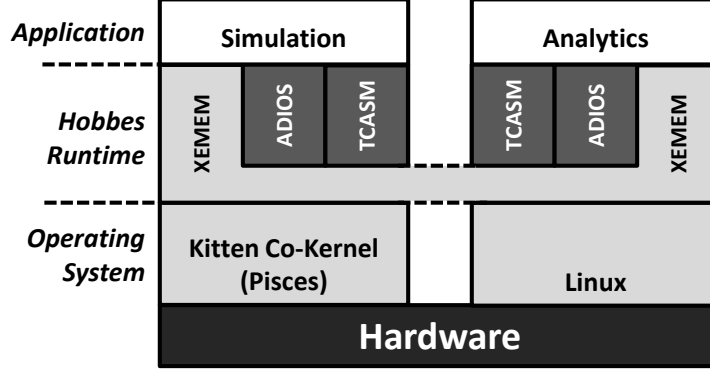 Application
Simulation
Analytics
Hobbes
Runtime
XEMEM
ADIOS
TCASM
TCASM
ADIOS
XEMEM
Operating
System
Kitten Co-Kernel
(Pisces)
Linux
Hardware